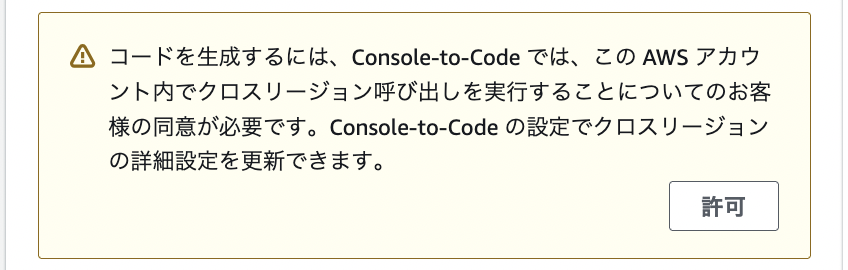 コードを生成するには、Console-to-Code では、この AWS アカウ
ント内でクロスリージョン呼び出しを実行することについてのお客
様の同意が必要です。Console-to-Code の設定でクロスリージョン
の詳細設定を更新できます。
許可